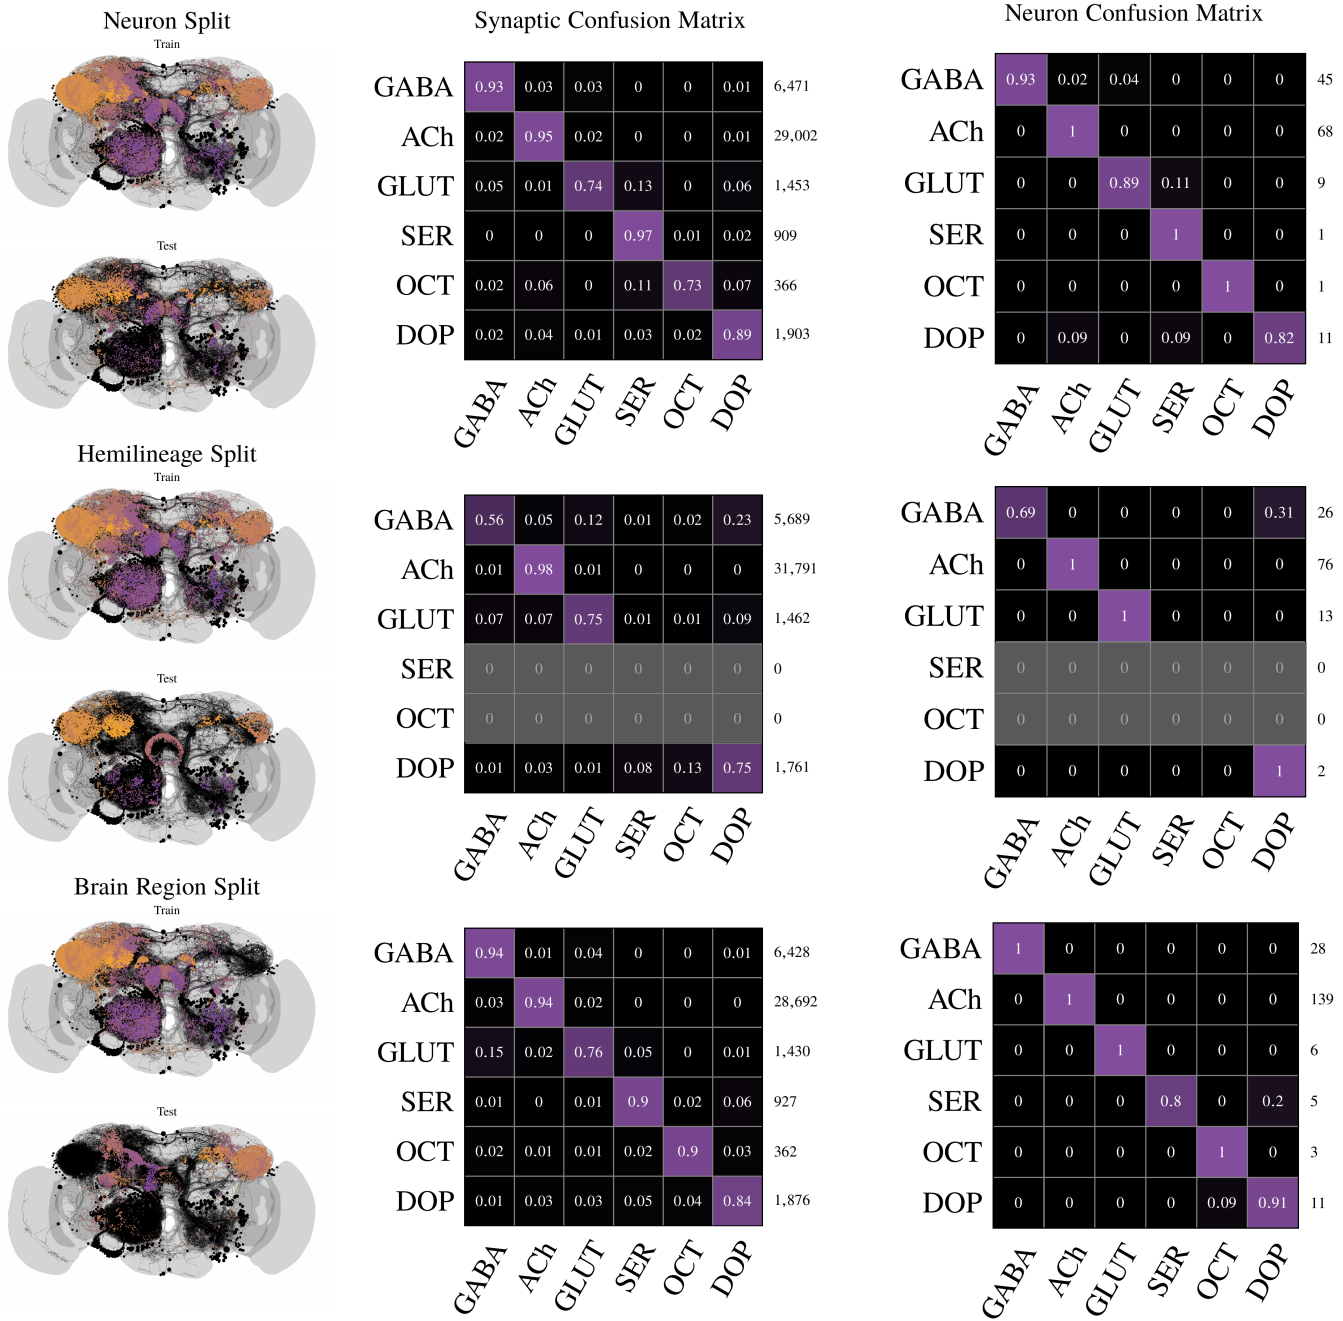 Neuron Split
Train
Test
Synaptic Confusion Matrix
GABA 0.93 0.03 0.03 0 0 0.01 6,471
ACh 0.02 0.95 0.02 0 0 0.01 29,002
GLUT 0.05 0.01 0.74 0.13 0 0.06 1,453
SER 0 0 0 0.97 0.01 0.02 909
OCT 0.02 0.06 0 0.11 0.73 0.07 366
DOP 0.02 0.04 0.01 0.03 0.02 0.89 1,903
GABA ACh GLUT SER OCT DOP
Neuron Confusion Matrix
GABA 0.93 0.02 0.04 0 0 0 45
ACh 0 1 0 0 0 0 68
GLUT 0 0 0.89 0.11 0 0 9
SER 0 0 0 1 0 0 1
OCT 0 0 0 0 1 0 1
DOP 0 0.09 0 0.09 0 0.82 11
GABA ACh GLUT SER OCT DOP
Hemilineage Split
Train
Test
GABA 0.56 0.05 0.12 0.01 0.02 0.23 5,689
ACh 0.01 0.98 0.01 0 0 0 31,791
GLUT 0.07 0.07 0.75 0.01 0.01 0.09 1,462
SER 0 0 0 0 0 0 0
OCT 0 0 0 0 0 0 0
DOP 0.01 0.03 0.01 0.08 0.13 0.75 1,761
GABA ACh GLUT SER OCT DOP
GABA 0.69 0 0 0 0 0.31 26
ACh 0 1 0 0 0 0 76
GLUT 0 0 1 0 0 0 13
SER 0 0 0 0 0 0 0
OCT 0 0 0 0 0 0 0
DOP 0 0 0 0 0 1 2
GABA ACh GLUT SER OCT DOP
Brain Region Split
Train
Test
GABA 0.94 0.01 0.04 0 0 0.01 6,428
ACh 0.03 0.94 0.02 0 0 0 28,692
GLUT 0.15 0.02 0.76 0.05 0 0.01 1,430
SER 0.01 0 0.01 0.9 0.02 0.06 927
OCT 0.02 0.01 0.01 0.02 0.9 0.03 362
DOP 0.01 0.03 0.03 0.05 0.04 0.84 1,876
GABA ACh GLUT SER OCT DOP
GABA 1 0 0 0 0 0 28
ACh 0 1 0 0 0 0 139
GLUT 0 0 1 0 0 0 6
SER 0 0 0 0.8 0 0.2 5
OCT 0 0 0 0 1 0 3
DOP 0 0 0 0 0.09 0.91 11
GABA ACh GLUT SER OCT DOP